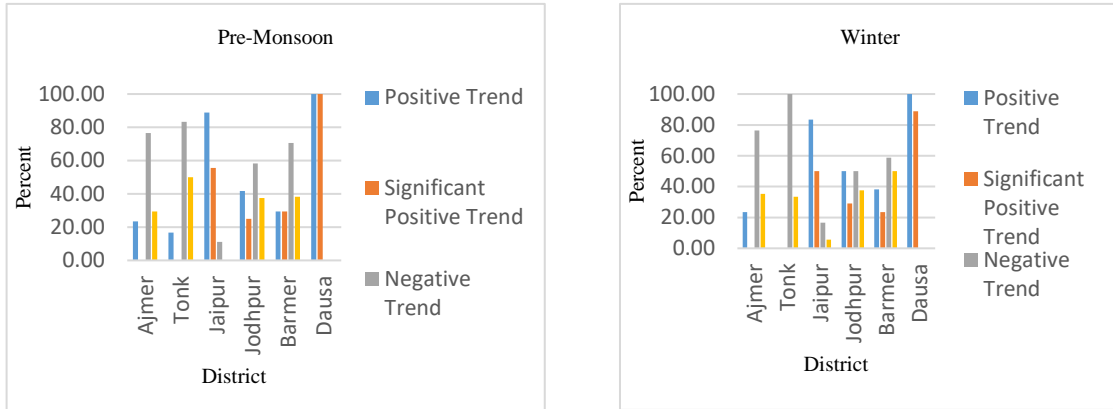 Pre-Monsoon
Percent
100.00
80.00
60.00
40.00
20.00
0.00
Ajmer
Tonk
Jaipur
Jodhpur
Barmer
Dausa
District
Positive Trend
Significant
Positive Trend
Negative
Trend
Winter
Percent
100.00
80.00
60.00
40.00
20.00
0.00
Ajmer
Tonk
Jaipur
Jodhpur
Barmer
Dausa
District
Positive
Trend
Significant
Positive
Trend
Negative
Trend